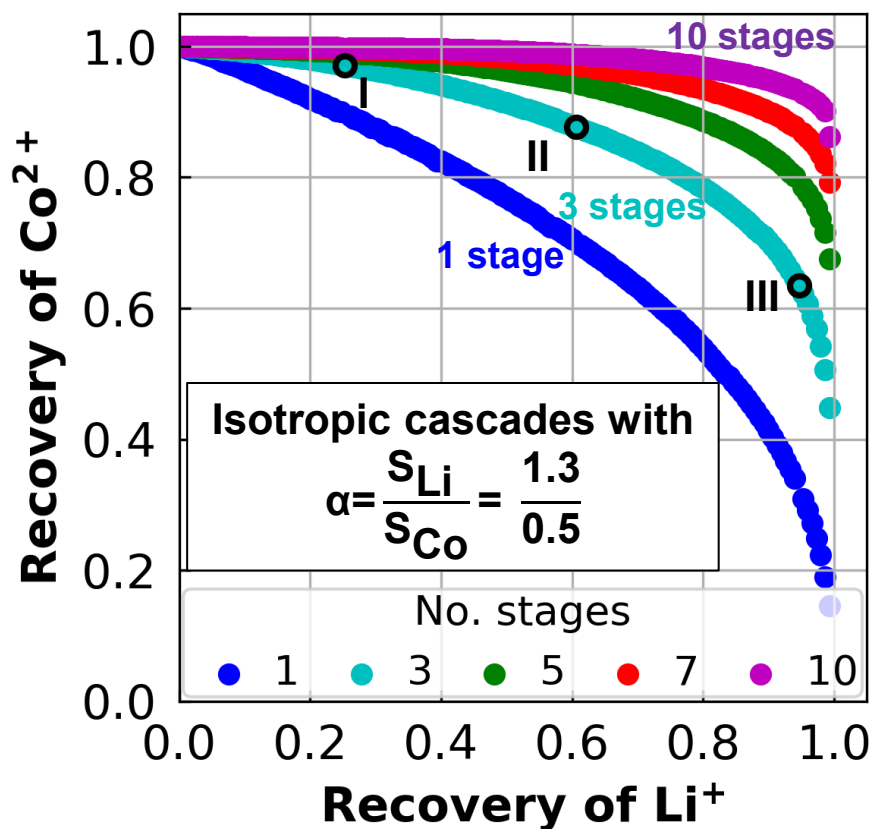 10 stages
1.0
I
II
0.8
3 stages
1 stage
0.6
III
Isotropic cascades with
α= S_Li / S_Co = 1.3 / 0.5
0.4
0.2
No. stages
1 3 5 7 10
0.0
0.0 0.2 0.4 0.6 0.8 1.0
Recovery of Li⁺
Recovery of Co²⁺